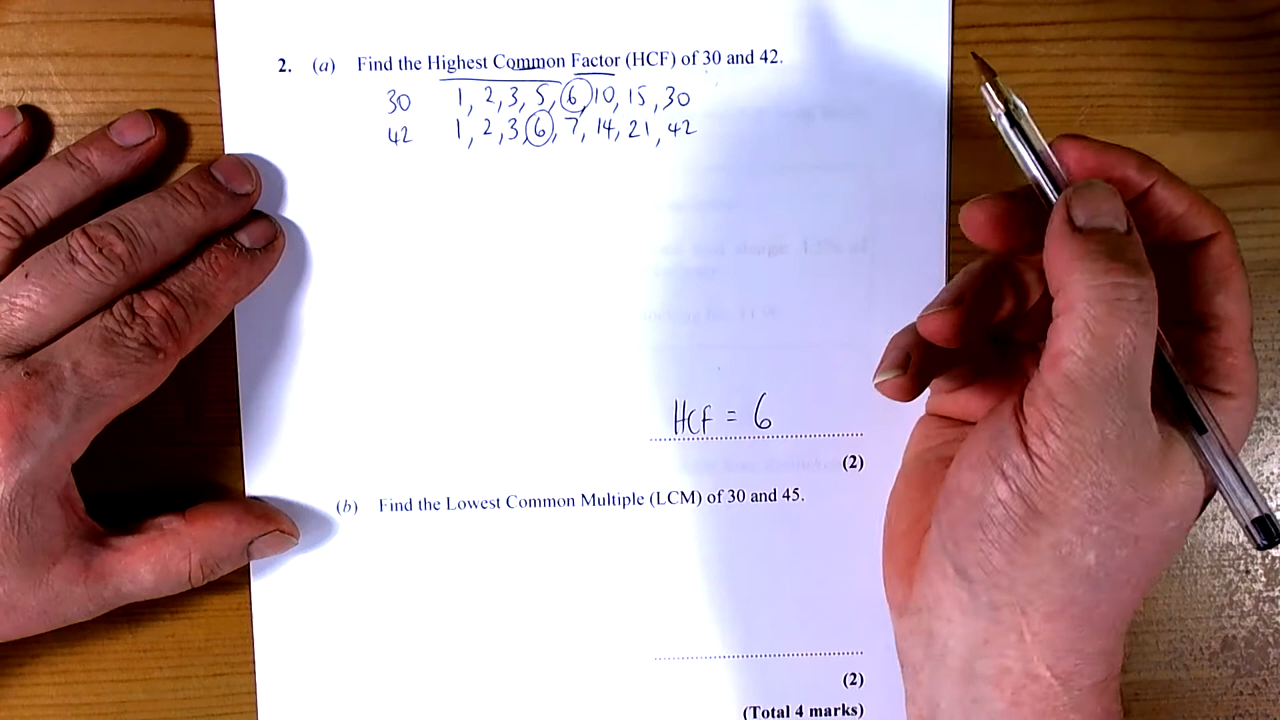 2. (a) Find the Highest Common Factor (HCF) of 30 and 42.
30 1, 2, 3, 5, 6, 10, 15, 30
42 1, 2, 3, 6, 7, 14, 21, 42
HCF = 6
(2)
(b) Find the Lowest Common Multiple (LCM) of 30 and 45.
(2)
(Total 4 marks)